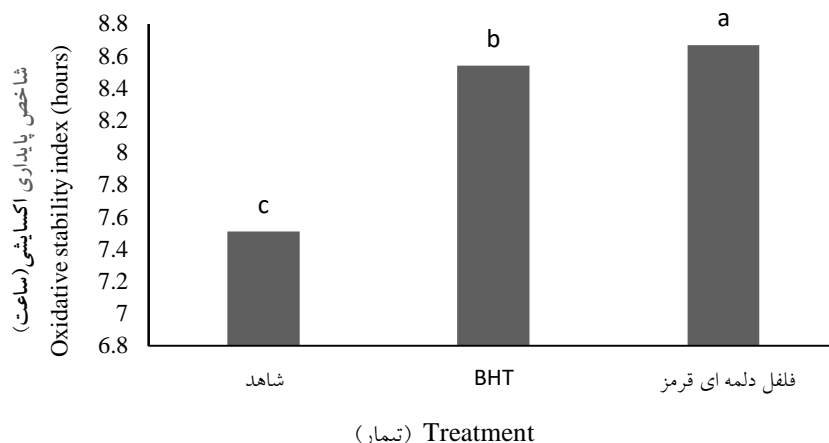 شاخص پایداری اکسایشی(ساعت)
Oxidative stability index (hours)
8.8
8.6
8.4
8.2
8
7.8
7.6
7.4
7.2
7
6.8
c
b
a
شاهد
BHT
فلفل دلمه ای قرمز
Treatment (تیمار)